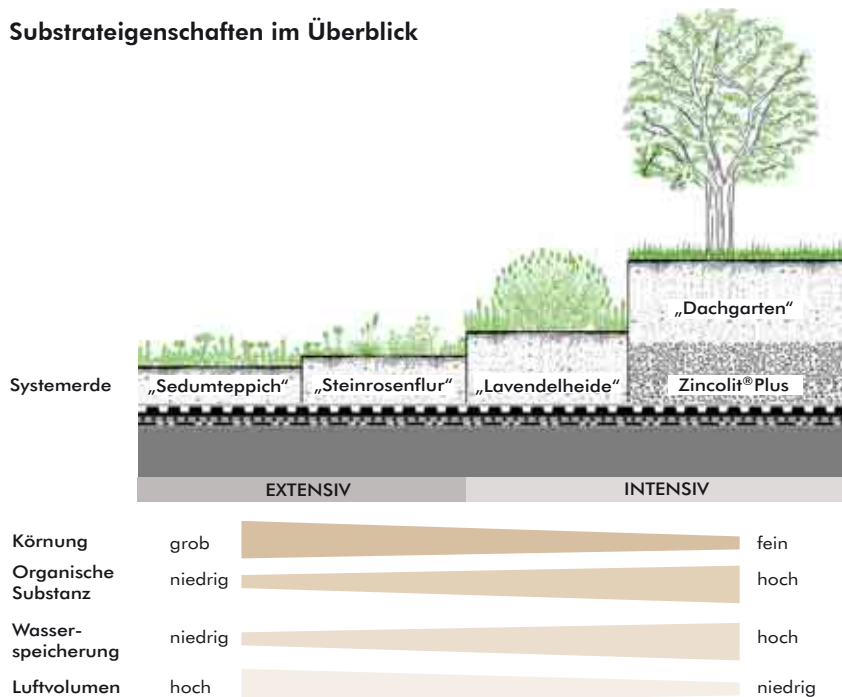 Substrateigenschaften im Überblick
„Dachgarten“
Systemerde „Sedumteppich“ „Steinrosenflur“ „Lavendelheide“ Zincolit®Plus
EXTENSIV INTENSIV
Körnung grob fein
Organische
Substanz niedrig hoch
Wasser-
speicherung niedrig hoch
Luftvolumen hoch niedrig